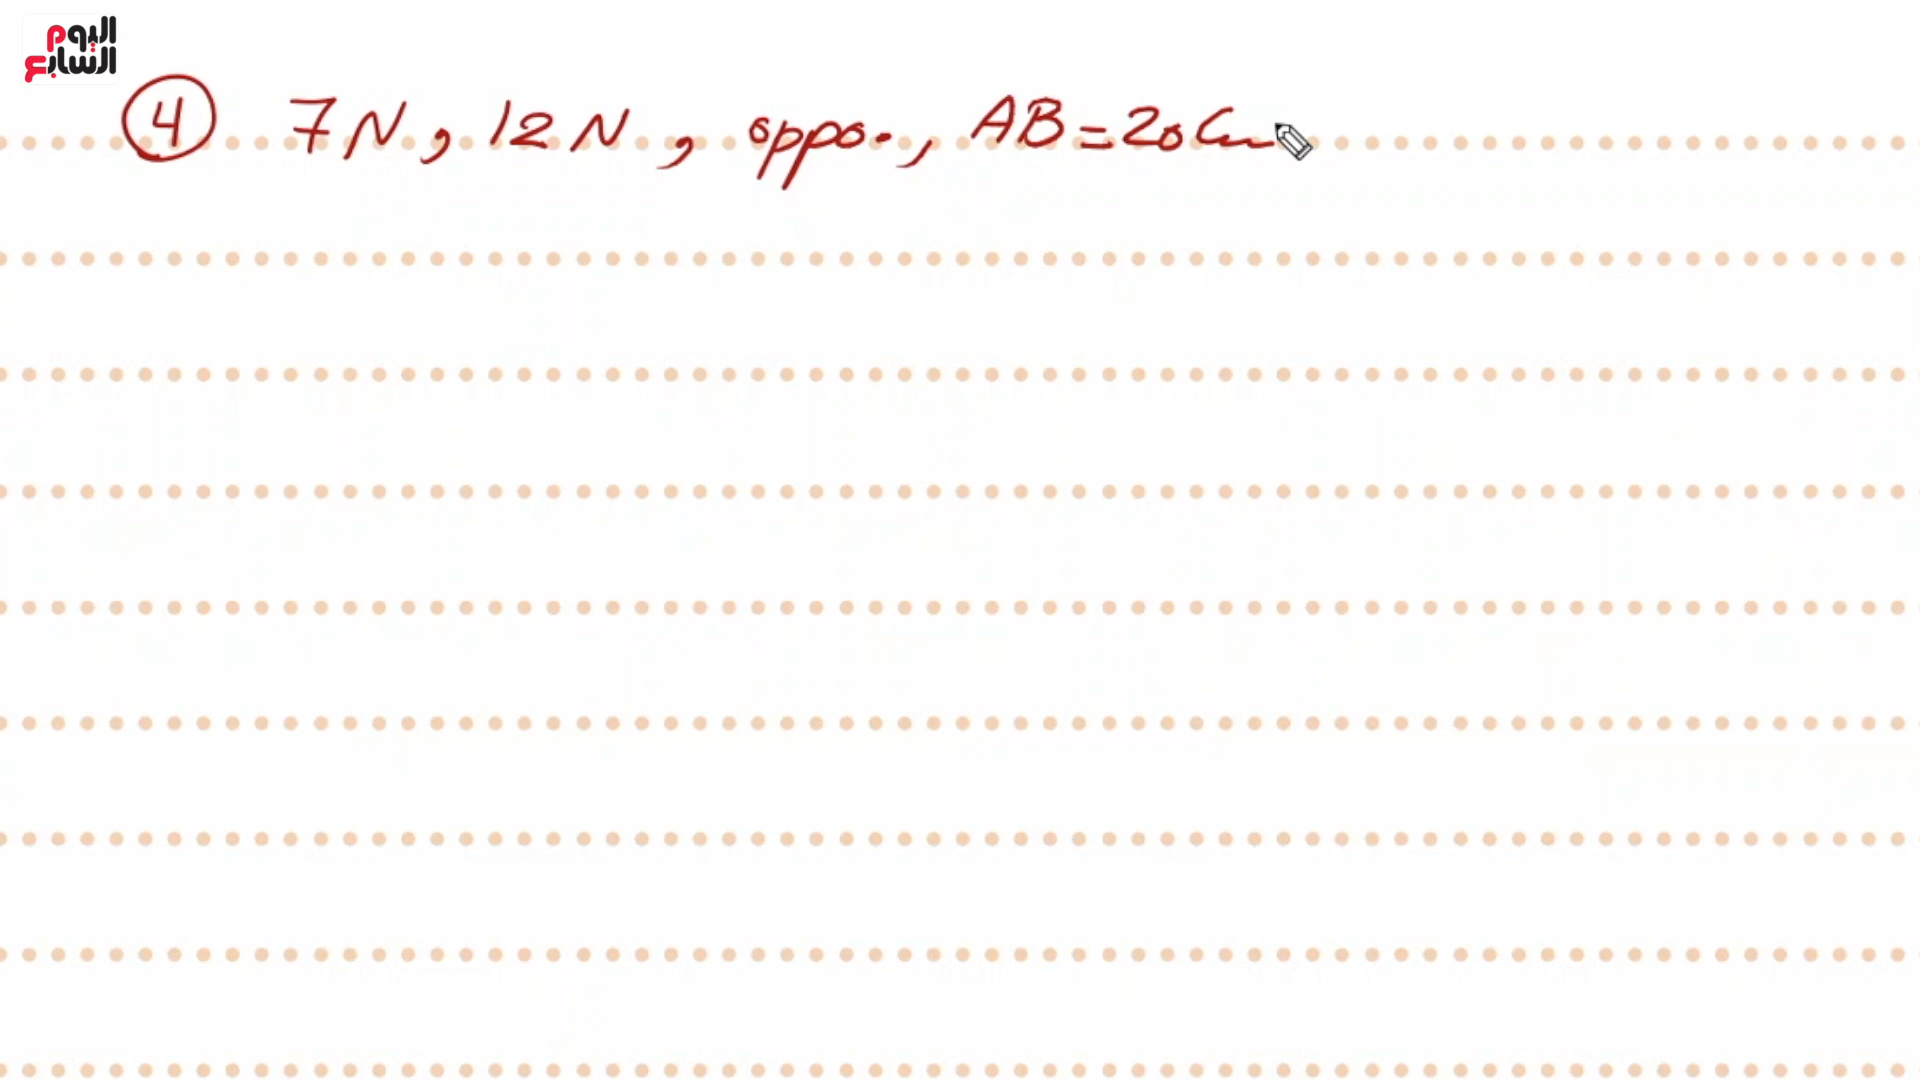 اليوم
السابع
4 7N, 12N, oppo., AB=20Cm